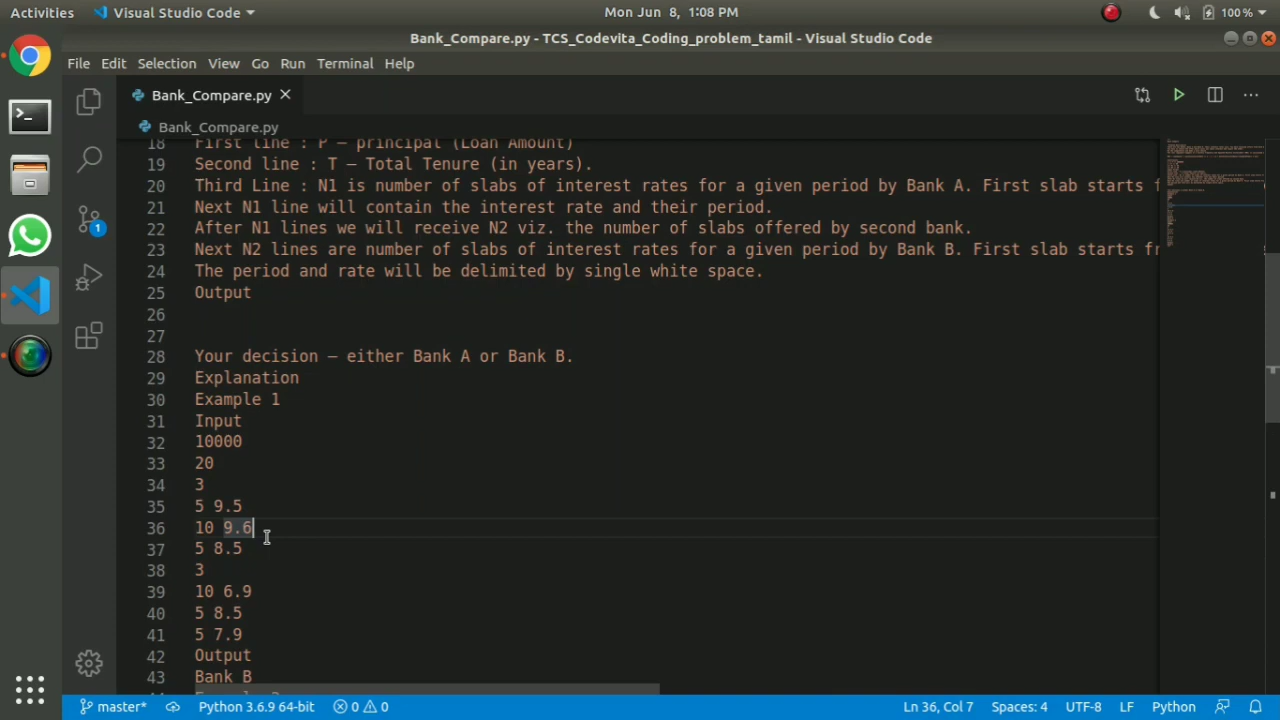 Activities Visual Studio Code Mon Jun 8, 1:08 PM 100 %
Bank_Compare.py - TCS_Codevita_Coding_problem_tamil - Visual Studio Code
File Edit Selection View Go Run Terminal Help
Bank_Compare.py
Bank_Compare.py
18 First line : P – principal (Loan Amount)
19 Second line : T – Total Tenure (in years).
20 Third Line : N1 is number of slabs of interest rates for a given period by Bank A. First slab starts f
21 Next N1 line will contain the interest rate and their period.
22 After N1 lines we will receive N2 viz. the number of slabs offered by second bank.
23 Next N2 lines are number of slabs of interest rates for a given period by Bank B. First slab starts fr
24 The period and rate will be delimited by single white space.
25 Output
26
27
28 Your decision – either Bank A or Bank B.
29 Explanation
30 Example 1
31 Input
32 10000
33 20
34 3
35 5 9.5
36 10 9.6
37 5 8.5
38 3
39 10 6.9
40 5 8.5
41 5 7.9
42 Output
43 Bank B
1
master* Python 3.6.9 64-bit 0 0 Ln 36, Col 7 Spaces: 4 UTF-8 LF Python